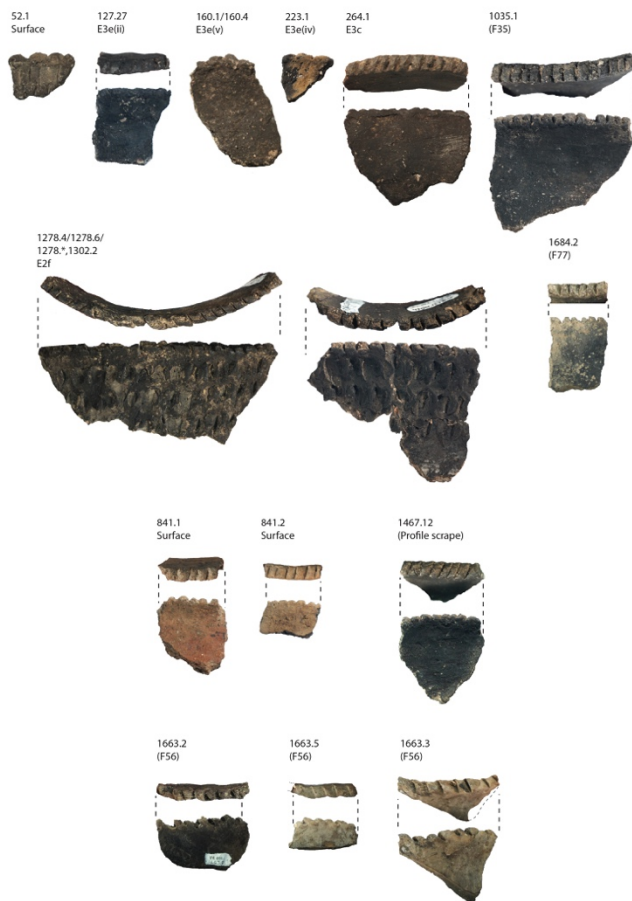 52.1
Surface
127.27
E3e(ii)
160.1/160.4
E3e(v)
223.1
E3e(iv)
264.1
E3c
1035.1
(F35)
1278.4/1278.6/
1278.*,1302.2
E2f
1684.2
(F77)
841.1
Surface
841.2
Surface
1467.12
(Profile scrape)
1663.2
(F56)
1663.5
(F56)
1663.3
(F56)